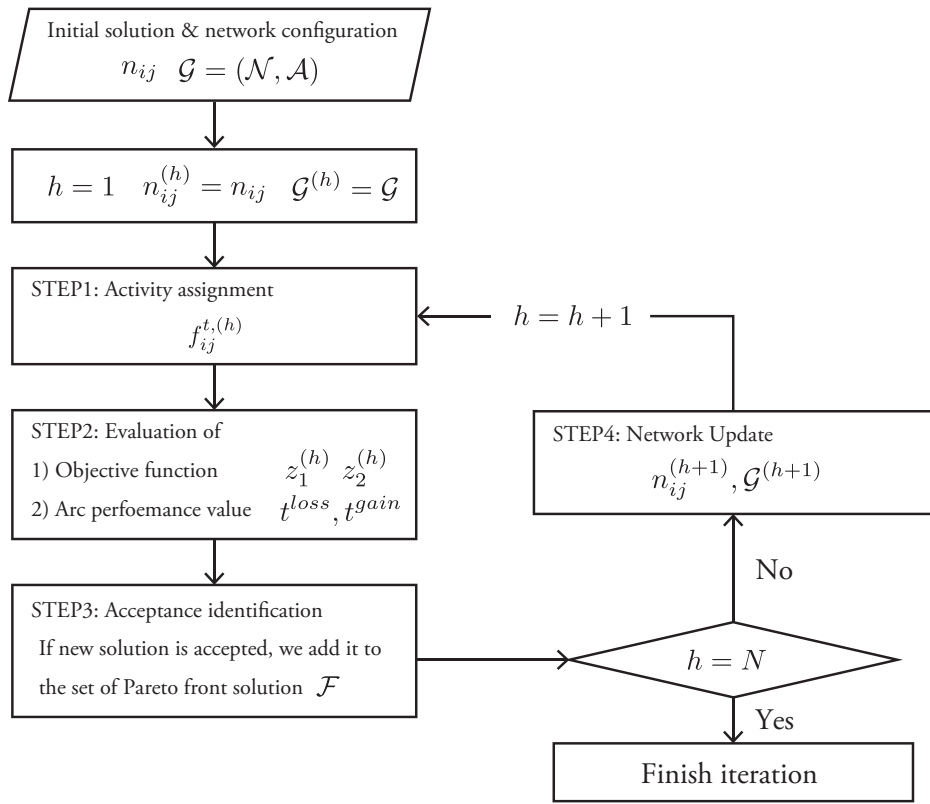 Initial solution & network configuration
n_{ij} 𝒢 = (𝒩, 𝒜)
h = 1 n_{ij}^{(h)} = n_{ij} 𝒢^{(h)} = 𝒢
STEP1: Activity assignment
f_{ij}^{t,(h)}
h = h + 1
STEP2: Evaluation of
1) Objective function z_1^{(h)} z_2^{(h)}
2) Arc perfoemance value t^{loss}, t^{gain}
STEP3: Acceptance identification
If new solution is accepted, we add it to
the set of Pareto front solution ℱ
h = N
No
STEP4: Network Update
n_{ij}^{(h+1)}, 𝒢^{(h+1)}
Yes
Finish iteration